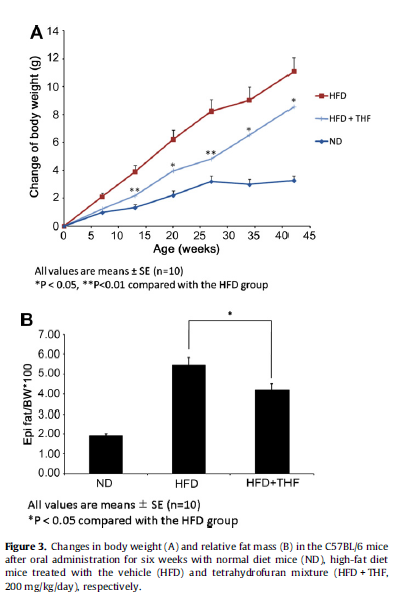 A
14
12
10
8
6
4
2
0
Change of body weight (g)
0 5 10 15 20 25 30 35 40 45
Age (weeks)
** * ** * *
HFD
HFD + THF
ND
All values are means ± SE (n=10)
*P < 0.05, **P<0.01 compared with the HFD group
B
7.00
6.00
5.00
4.00
3.00
2.00
1.00
0.00
Epi fat/BW*100
*
ND HFD HFD+THF
All values are means ± SE (n=10)
*P < 0.05 compared with the HFD group
Figure 3. Changes in body weight (A) and relative fat mass (B) in the C57BL/6 mice
after oral administration for six weeks with normal diet mice (ND), high-fat diet
mice treated with the vehicle (HFD) and tetrahydrofuran mixture (HFD + THF,
200 mg/kg/day), respectively.